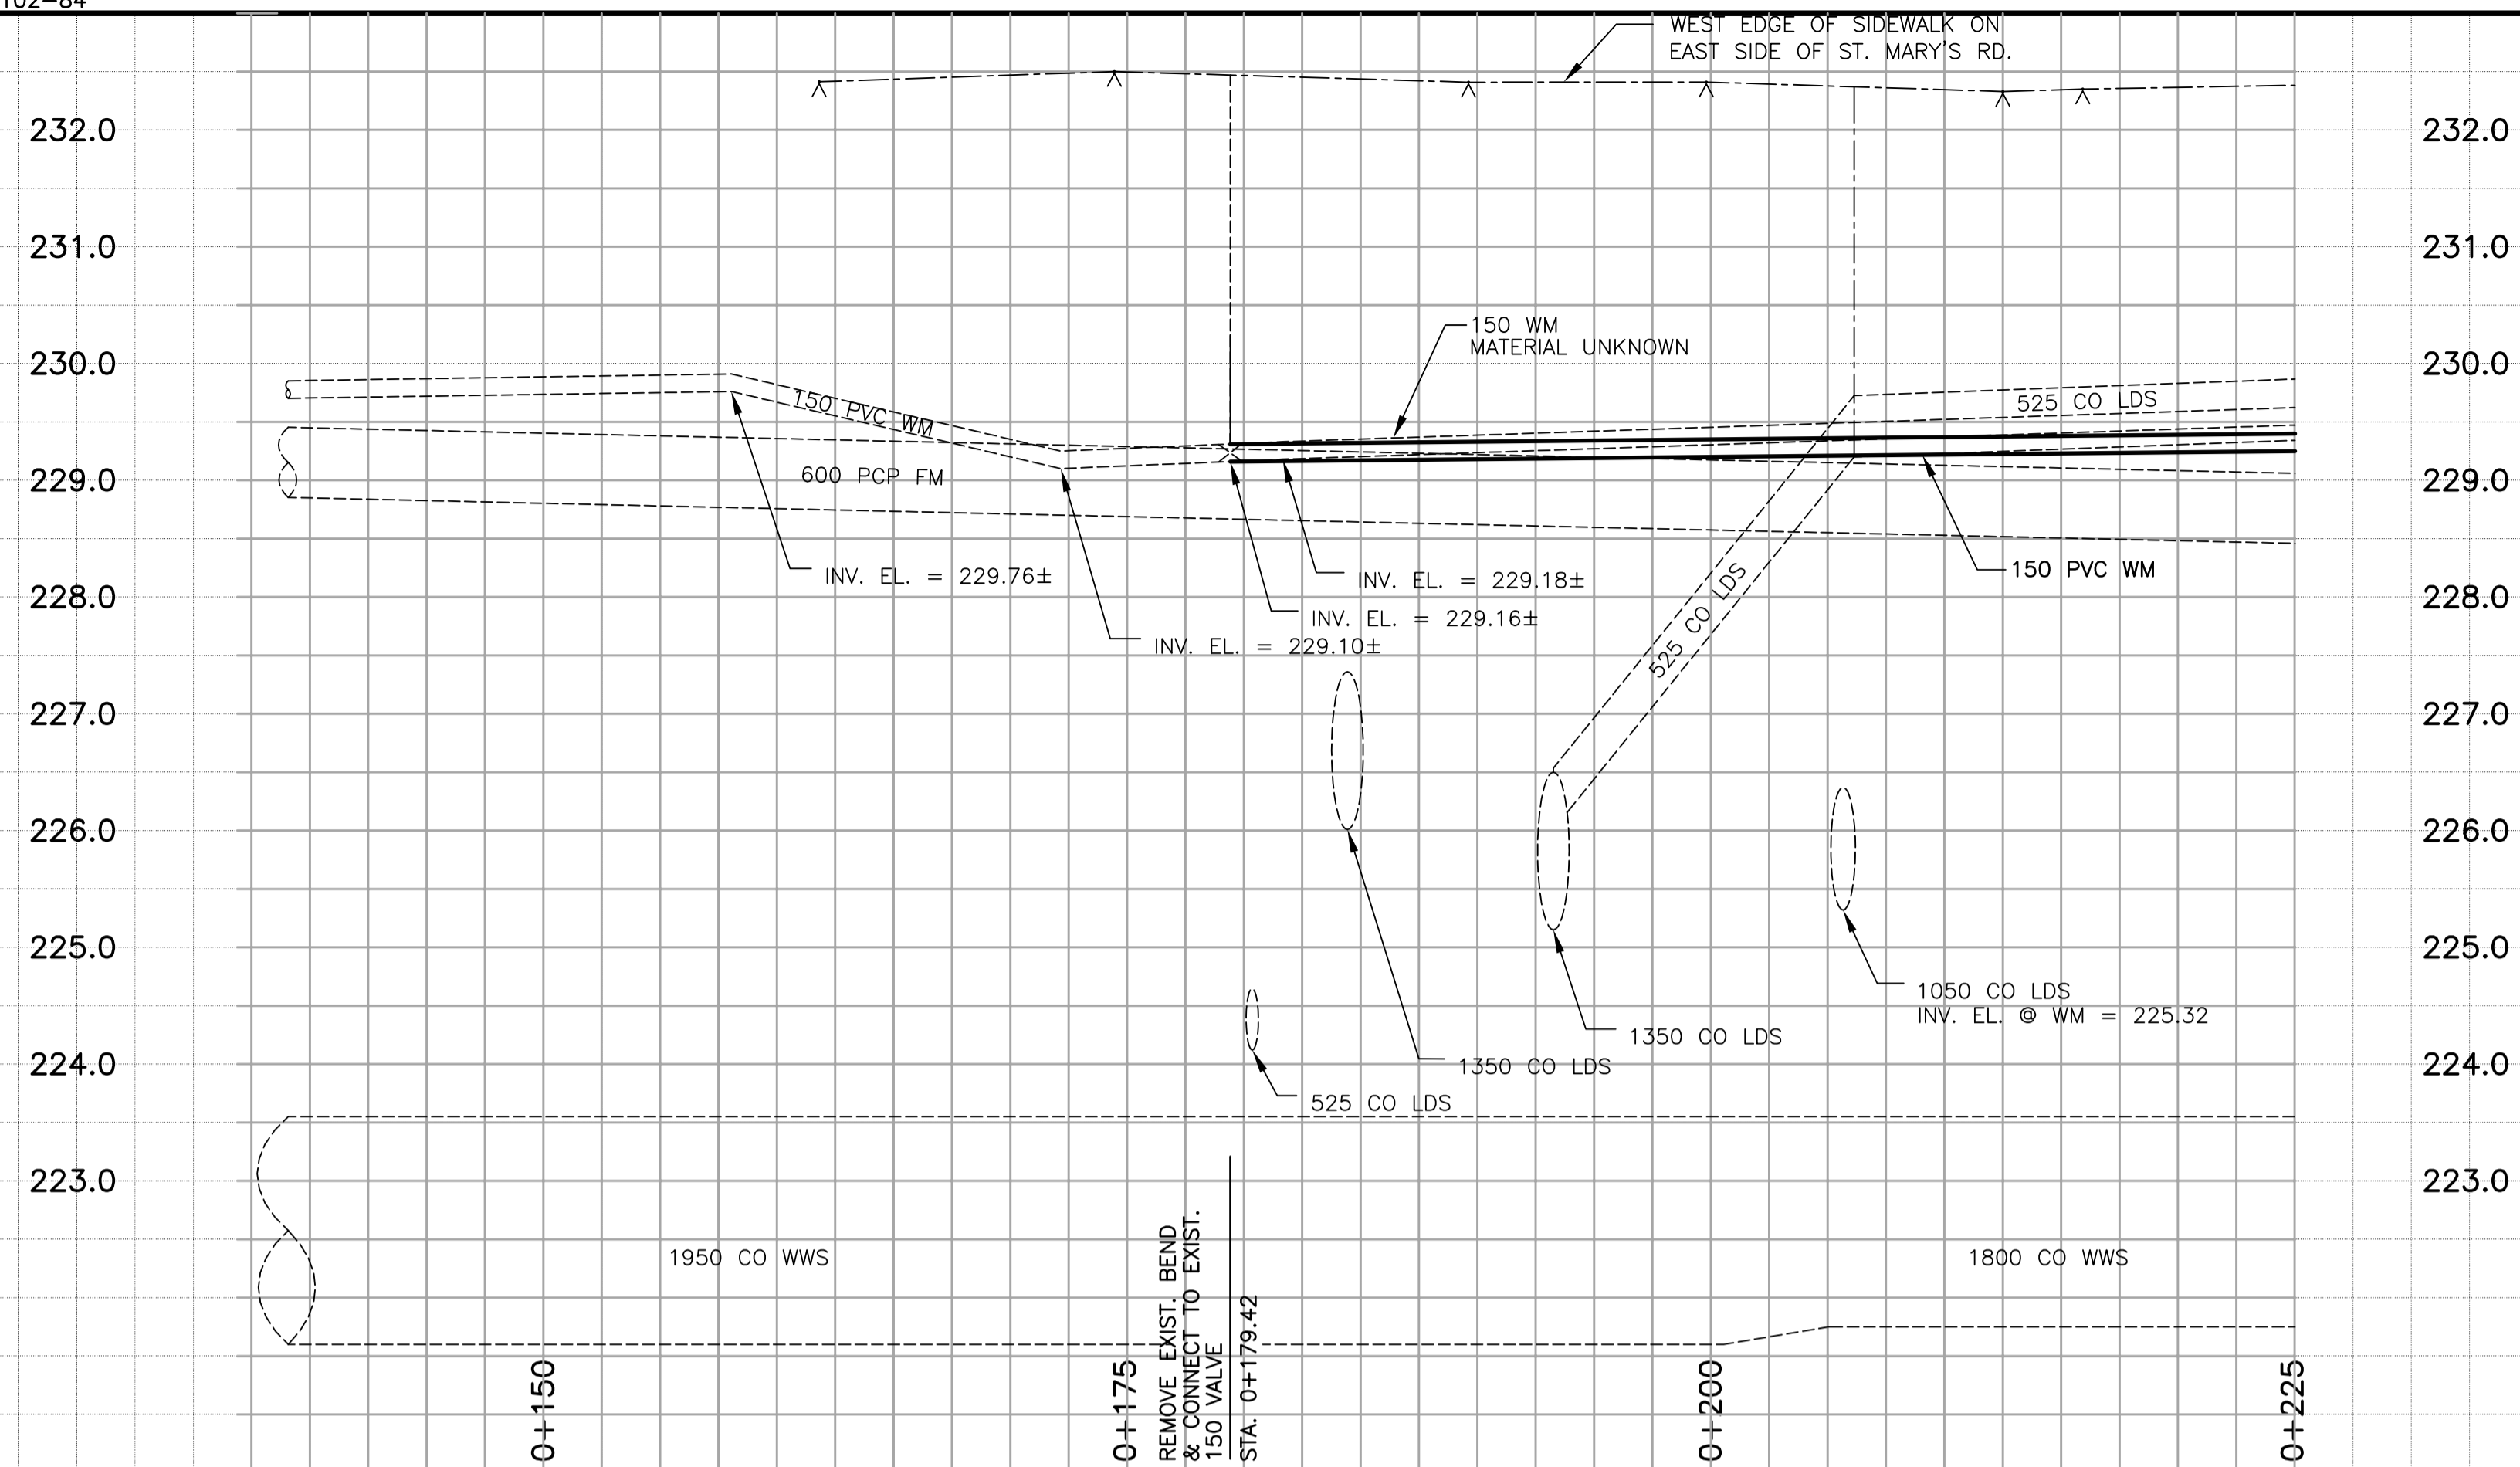 102-84
WEST EDGE OF SIDEWALK ON
EAST SIDE OF ST. MARY'S RD.
232.0
232.0
231.0
231.0
150 WM
MATERIAL UNKNOWN
230.0
230.0
150 PVC WM
525 CO LDS
600 PCP FM
229.0
229.0
INV. EL. = 229.76±
INV. EL. = 229.18±
150 PVC WM
228.0
228.0
INV. EL. = 229.16±
INV. EL. = 229.10±
525 CO LDS
227.0
227.0
226.0
226.0
225.0
225.0
1050 CO LDS
INV. EL. @ WM = 225.32
1350 CO LDS
1350 CO LDS
224.0
224.0
525 CO LDS
223.0
223.0
1950 CO WWS
1800 CO WWS
REMOVE EXIST. BEND
& CONNECT TO EXIST.
150 VALVE
STA. 0+179.42
0+150
0+175
0+200
0+225